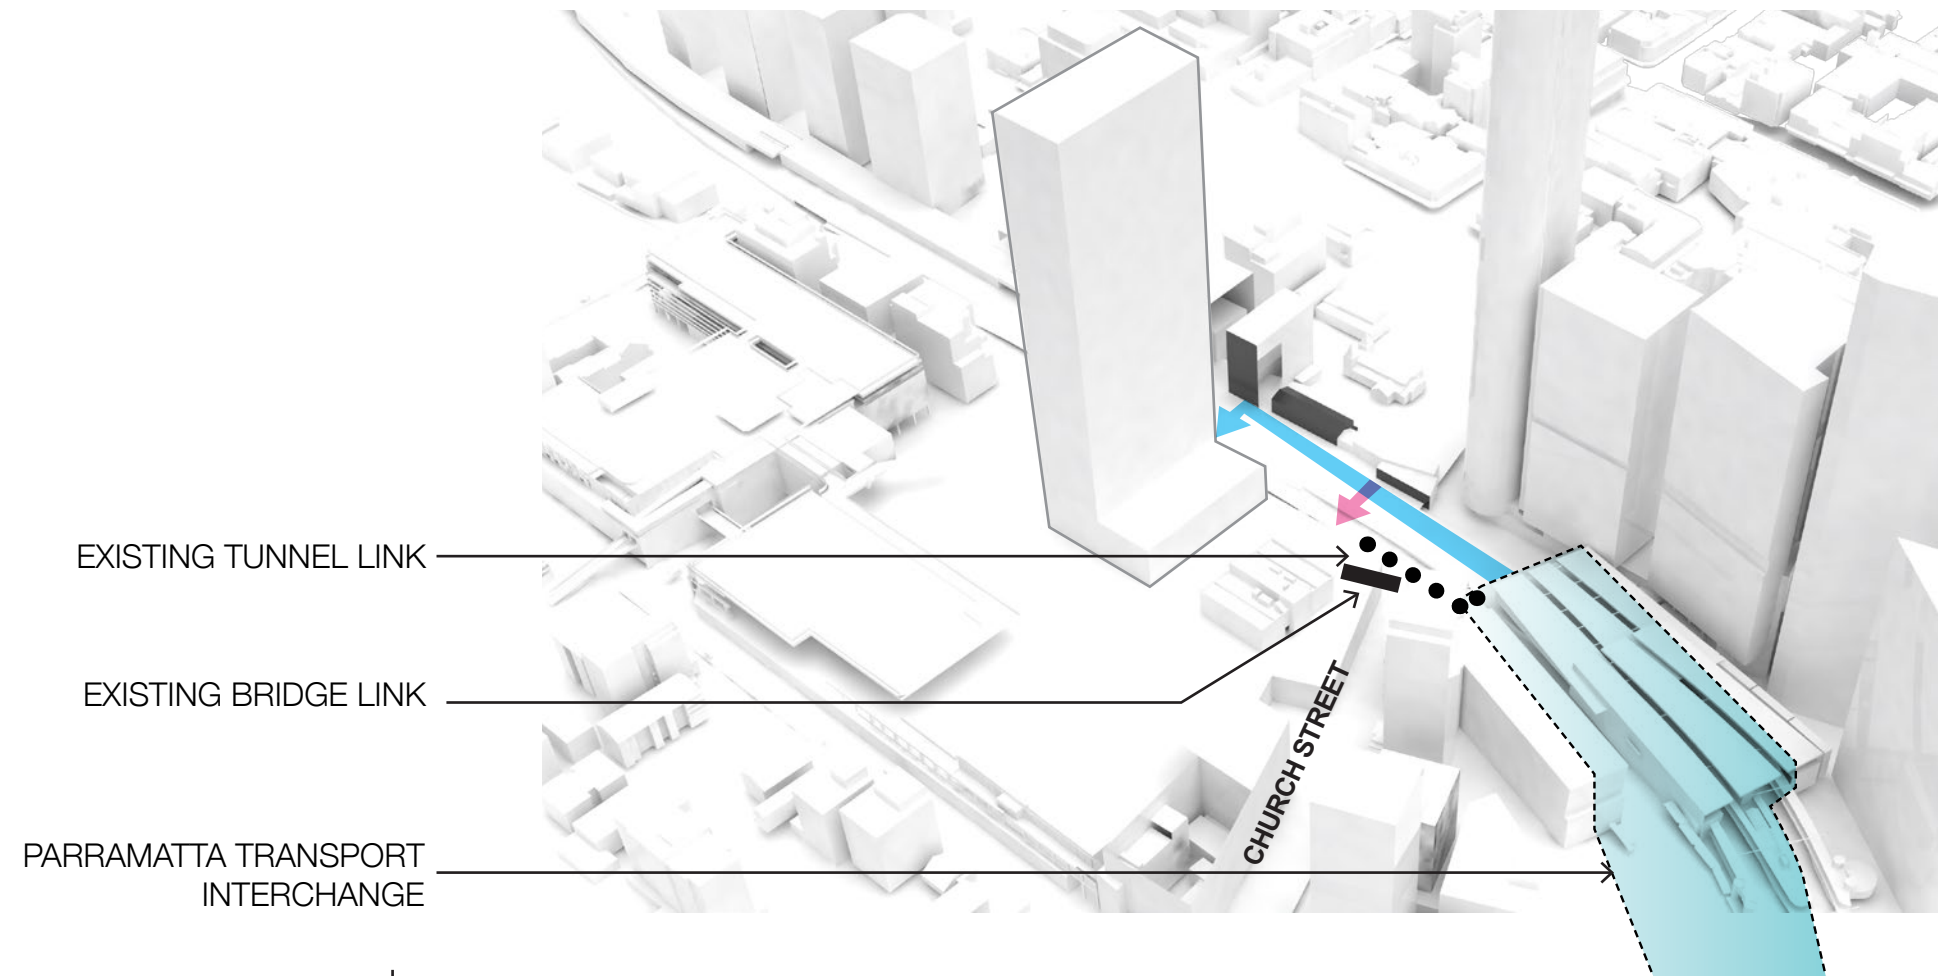 EXISTING TUNNEL LINK
EXISTING BRIDGE LINK
CHURCH STREET
PARRAMATTA TRANSPORT
INTERCHANGE